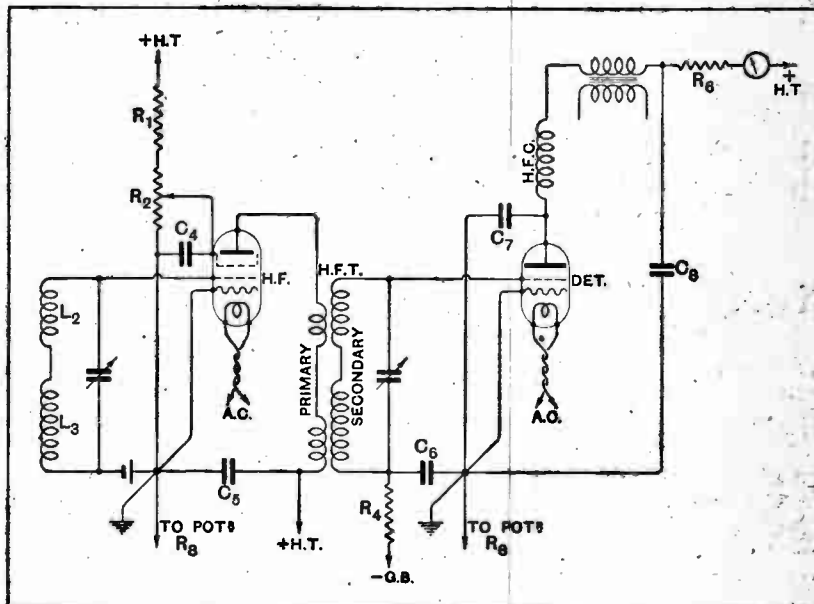 +H.T.
R1
R2
C4
H.F.
L2
L3
A.C.
C5
TO POTR
R8
+H.T.
PRIMARY
H.F.T.
SECONDARY
R4
-G.B.
C6
C7
H.F.C.
DET.
A.C.
TO POTR
R8
C8
R6
+
H.T